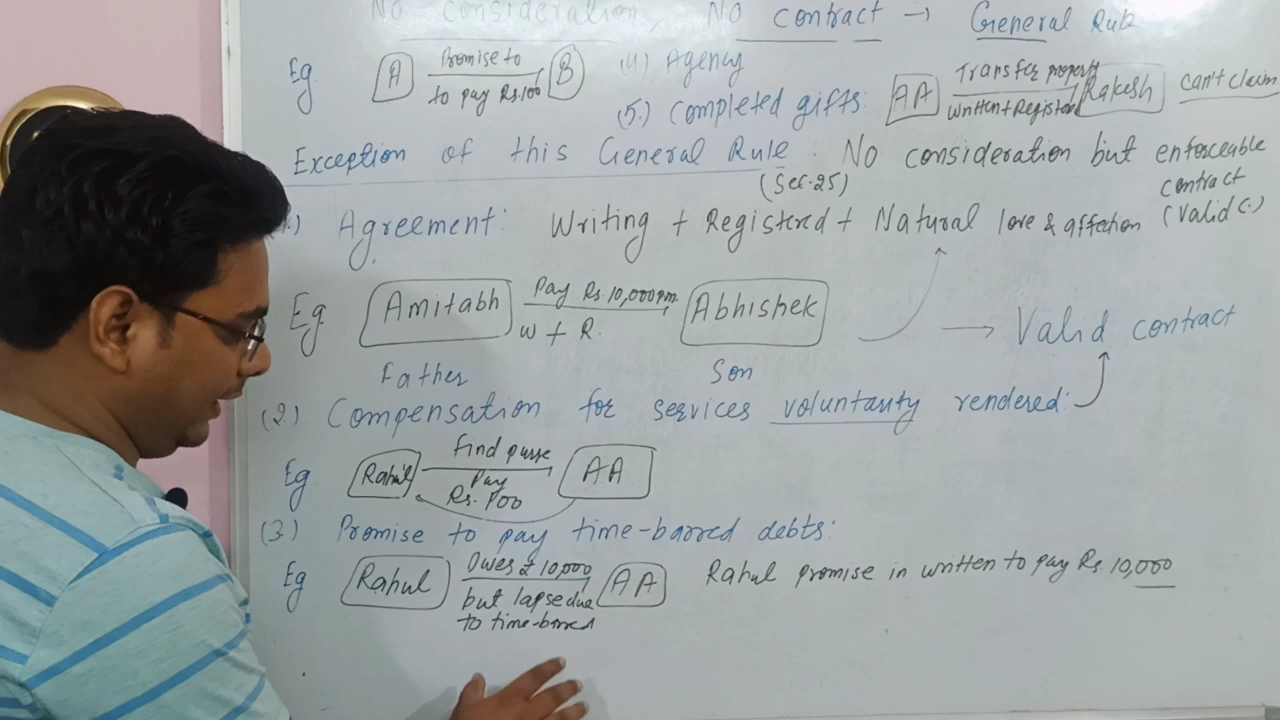 No consideration, No contract → General Rule
Eg. A Promise to pay Rs.100 B
(4) Agency
(5.) Completed gifts: AA Transfer property Written + Registered Rakesh can't claim
Exception of this General Rule : No consideration but enforceable contract (Valid C.)
(Sec.25)
1.) Agreement: Writing + Registered + Natural love & affection
Eg. Amitabh Pay Rs. 10,000 p.m. W + R. Abhishek → Valid contract
Father Son
(2.) Compensation for services voluntarity rendered:
Eg Rahul Find purse Pay Rs. AA
(3) Promise to pay time-barred debts:
Eg Rahul Owes ₹ 10,000 but lapse due to time-barred AA Rahul promise in written to pay Rs. 10,000